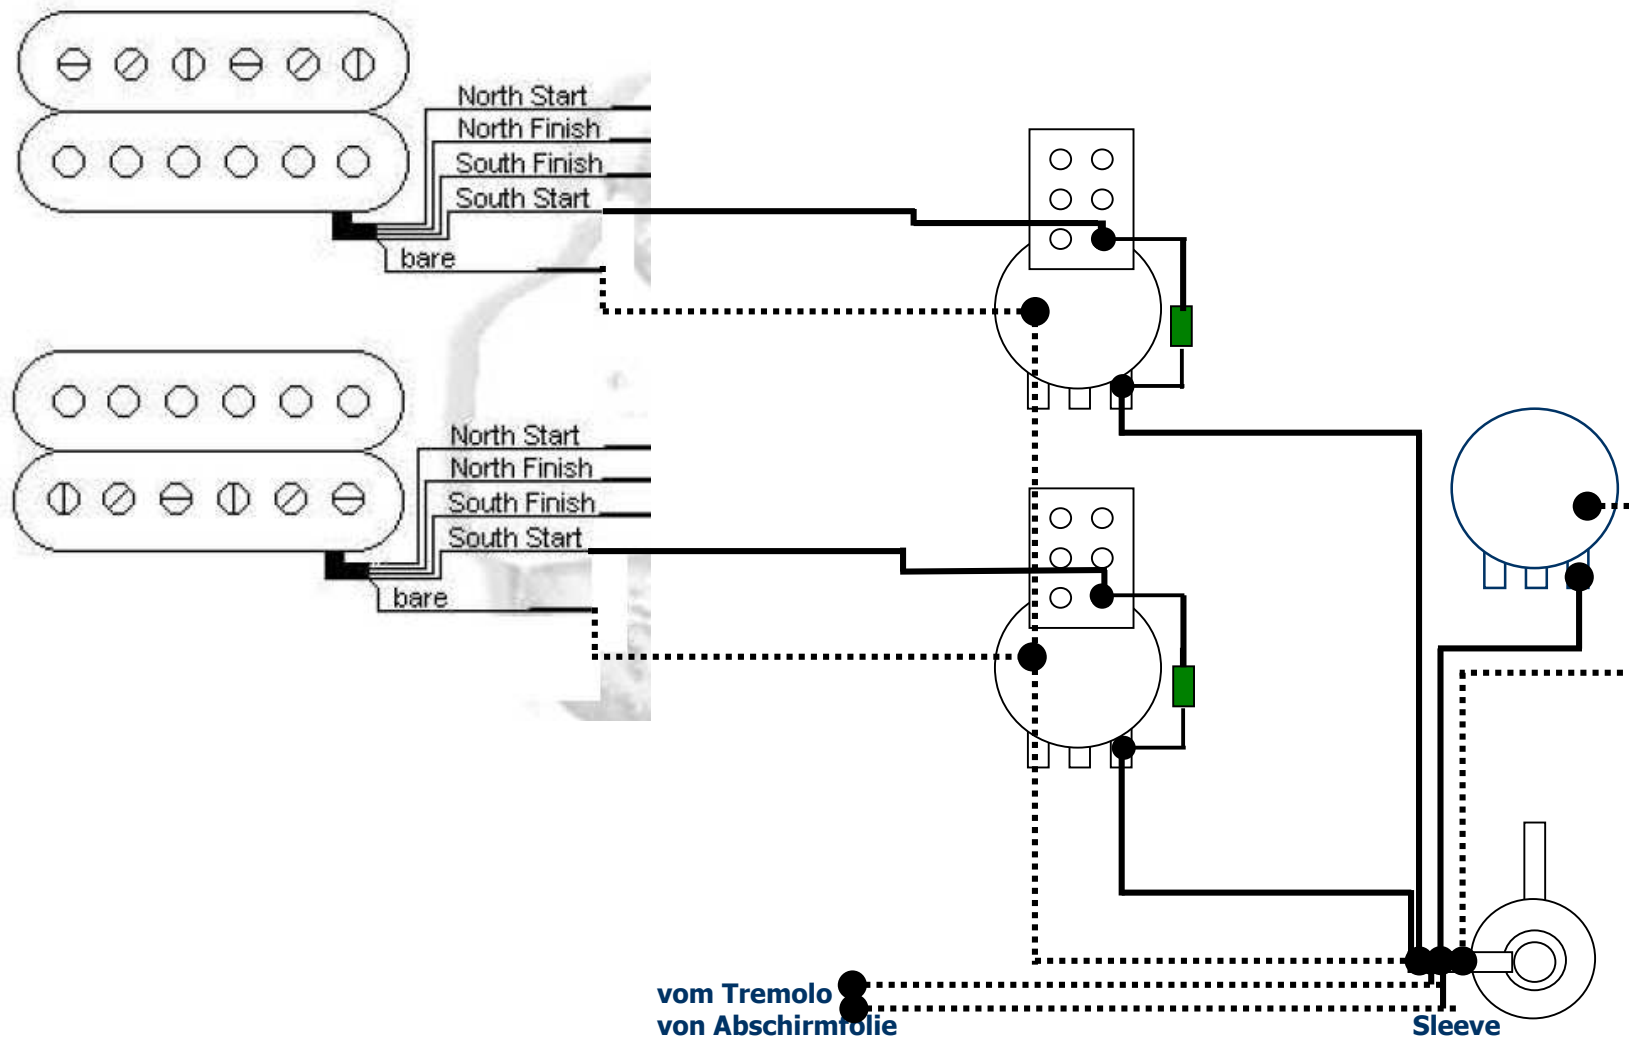 North Start
North Finish
South Finish
South Start
bare
North Start
North Finish
South Finish
South Start
bare
vom Tremolo
von Abschirmfolie
Sleeve